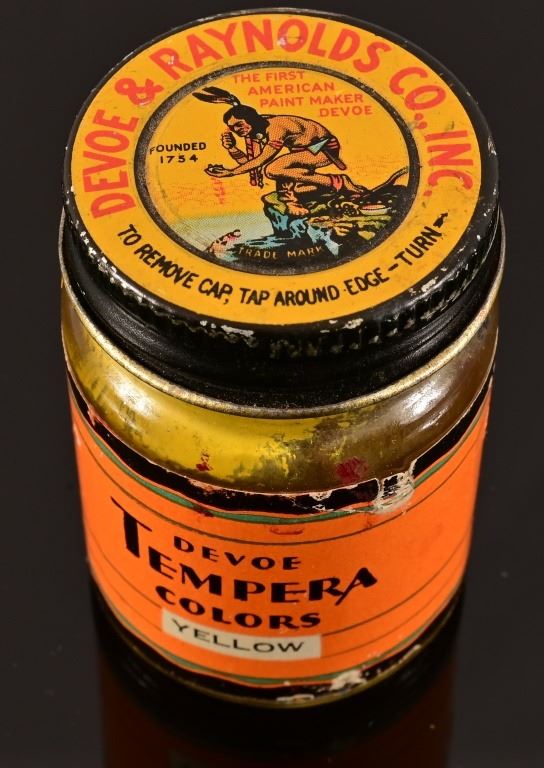 DEVOE & RAYNOLDS CO., INC.
THE FIRST
AMERICAN
PAINT MAKER
DEVOE
FOUNDED
1754
TRADE MARK
TO REMOVE CAP, TAP AROUND EDGE - TURN
DEVOE
TEMPERA
COLORS
YELLOW